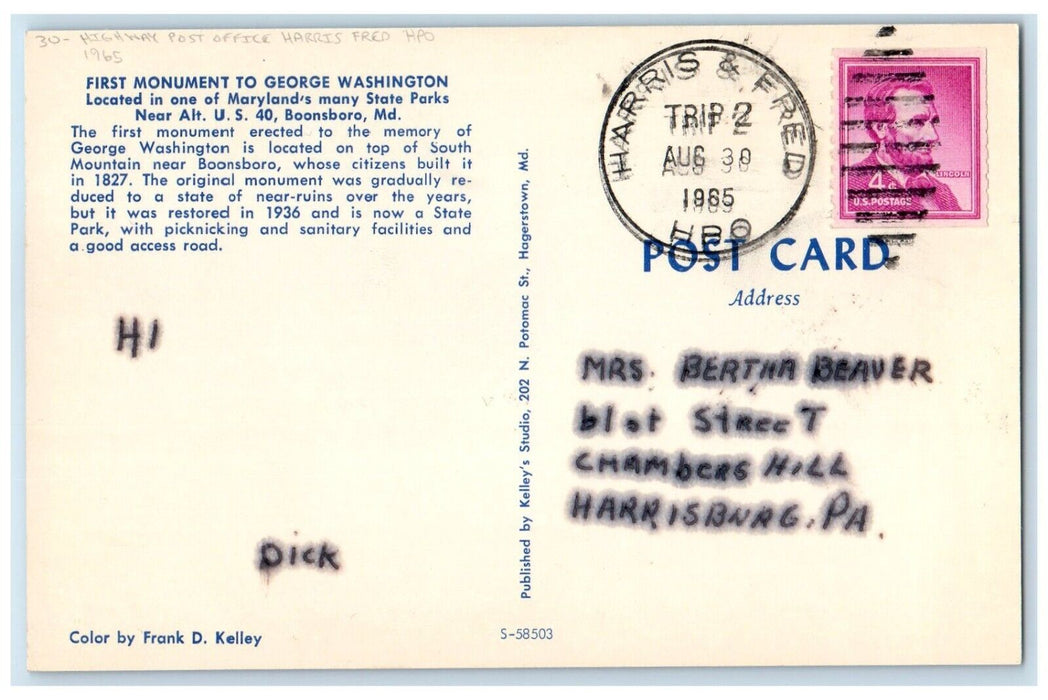 30- HIGHWAY POST OFFICE HARRIS FRED HPO
1965
FIRST MONUMENT TO GEORGE WASHINGTON
Located in one of Maryland's many State Parks
Near Alt. U. S. 40, Boonsboro, Md.
The first monument erected to the memory of
George Washington is located on top of South
Mountain near Boonsboro, whose citizens built it
in 1827. The original monument was gradually re-
duced to a state of near-ruins over the years,
but it was restored in 1936 and is now a State
Park, with picknicking and sanitary facilities and
a good access road.
HI
DICK
Color by Frank D. Kelley
Published by Kelley's Studio, 202 N. Potomac St., Hagerstown, Md.
S-58503
HARRIS & FRED
TRIP 2
AUG 30
1965
HPO
LINCOLN
4¢
U.S. POSTAGE
POST CARD
Address
MRS. BERTHA BEAVER
61st STREET
CHAMBERS HILL
HARRISBURG, PA.